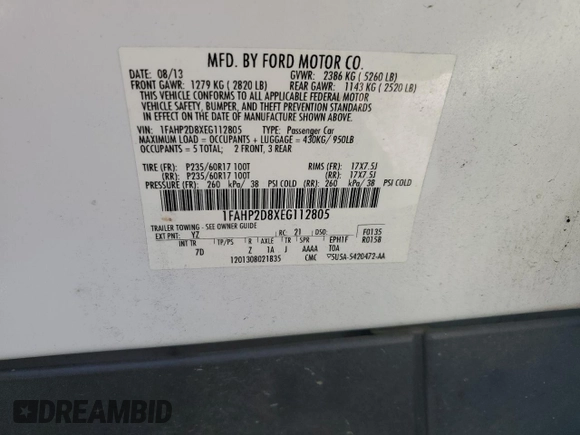 MFD. BY FORD MOTOR CO.
DATE: 08/13 GVWR: 2386 KG ( 5260 LB)
FRONT GAWR: 1279 KG ( 2820 LB) REAR GAWR: 1143 KG ( 2520 LB)
THIS VEHICLE CONFORMS TO ALL APPLICABLE FEDERAL MOTOR
VEHICLE SAFETY, BUMPER, AND THEFT PREVENTION STANDARDS
IN EFFECT ON THE DATE OF MANUFACTURE SHOWN ABOVE.
VIN: 1FAHP2D8XEG112805 TYPE: Passenger Car
MAXIMUM LOAD = OCCUPANTS + LUGGAGE = 430KG/ 950LB
OCCUPANTS = 5 TOTAL; 2 FRONT, 3 REAR
TIRE (FR): P235/60R17 100T RIMS (FR): 17X7.5J
(RR): P235/60R17 100T (RR): 17X7.5J
PRESSURE (FR): 260 kPa/ 38 PSI COLD (RR): 260 kPa/ 38 PSI COLD
1FAHP2D8XEG112805
TRAILER TOWING - SEE OWNER GUIDE
EXT PNT: YZ RC: 21 DSO: F0135
INT TR TP/PS R AXLE TR SPR EPH1F R0158
7D Z 1A J AAAA T0A
1201308021835 CMC ▽5USA-5420472-AA
DREAMBID